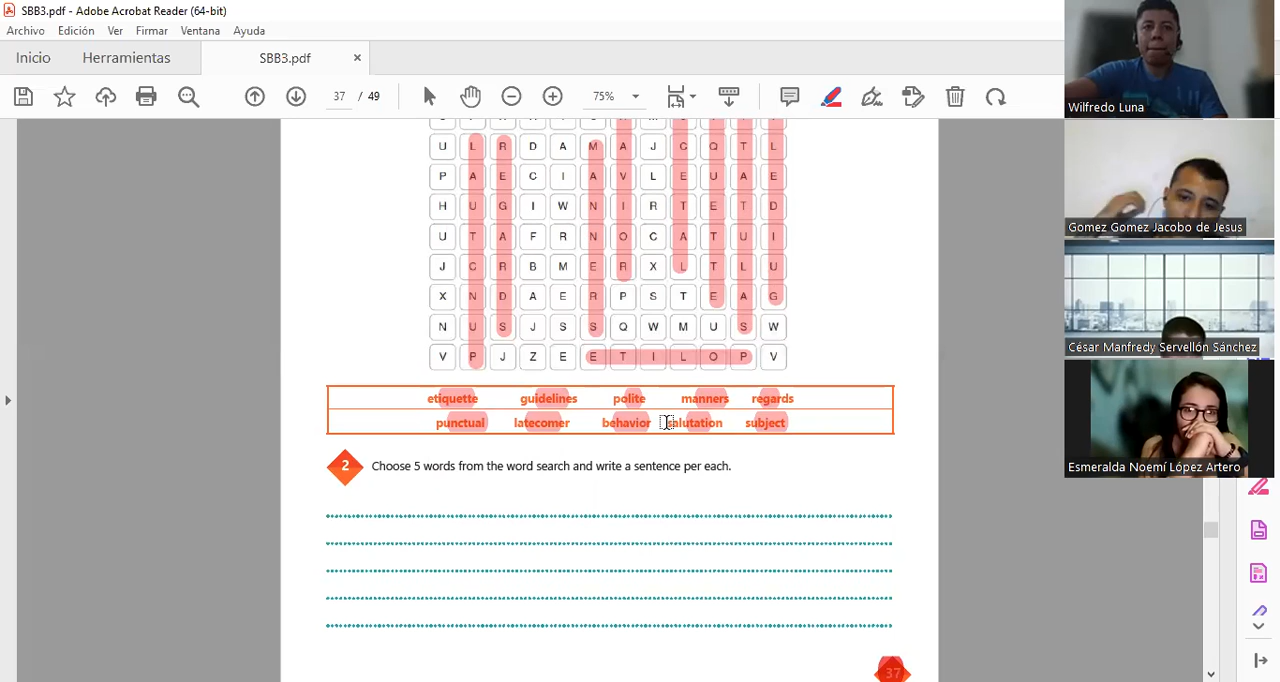 SBB3.pdf - Adobe Acrobat Reader (64-bit)
Archivo Edición Ver Firmar Ventana Ayuda
Inicio Herramientas SBB3.pdf ×
37 / 49 75%
U L R D A M A J C Q T L
P A E C I A V L E U A E
H U G I W N I R T E T D
U T A F R N O C A T U I
J C R B M E R X L T L U
X N D A E R P S T E A G
N U S J S S Q W M U S W
V P J Z E E T I L O P V
etiquette guidelines polite manners regards
punctual latecomer behavior salutation subject
2 Choose 5 words from the word search and write a sentence per each.
37
Wilfredo Luna
Gomez Gomez Jacobo de Jesus
César Manfredy Servellón Sánchez
Esmeralda Noemí López Artero